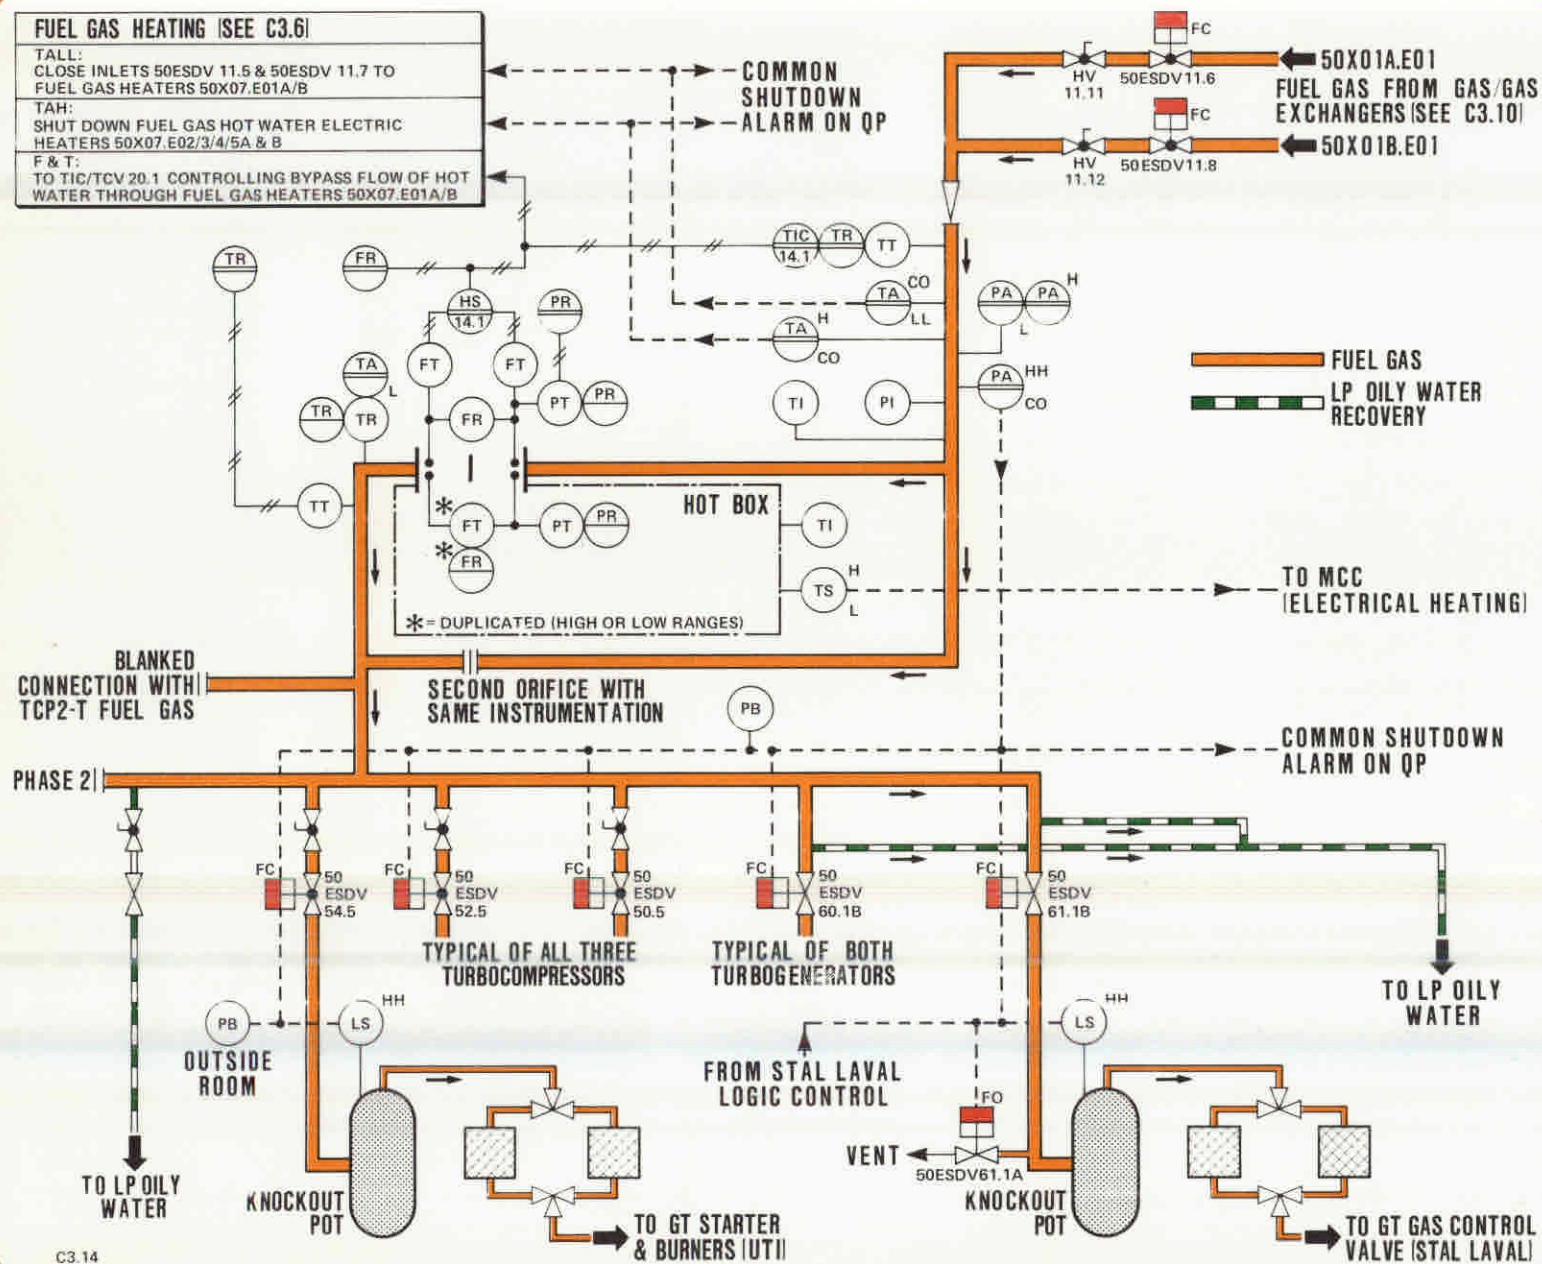 FUEL GAS HEATING (SEE C3.6)
TALL:
CLOSE INLETS 50ESDV 11.5 & 50ESDV 11.7 TO
FUEL GAS HEATERS 50X07.E01A/B
TAH:
SHUT DOWN FUEL GAS HOT WATER ELECTRIC
HEATERS 50X07.E02/3/4/5A & B
F & T:
TO TIC/TCV 20.1 CONTROLLING BYPASS FLOW OF HOT
WATER THROUGH FUEL GAS HEATERS 50X07.E01A/B
COMMON
SHUTDOWN
ALARM ON QP
FC
HV
11.11
50ESDV11.6
50X01A.E01
FUEL GAS FROM GAS/GAS
EXCHANGERS (SEE C3.10)
FC
HV
11.12
50ESDV11.8
50X01B.E01
TR
FR
TIC
14.1
TR
TT
HS
14.1
PR
TA
CO
LL
TA
H
CO
PA
PA
H
L
FT
FT
TA
L
TR
TR
FR
PT
PR
TI
PI
PA
HH
CO
FUEL GAS
LP OILY WATER
RECOVERY
TT
* FT
* FR
PT
PR
HOT BOX
TI
TS
H
L
* = DUPLICATED (HIGH OR LOW RANGES)
TO MCC
(ELECTRICAL HEATING)
BLANKED
CONNECTION WITH
TCP2-T FUEL GAS
SECOND ORIFICE WITH
SAME INSTRUMENTATION
PB
COMMON SHUTDOWN
ALARM ON QP
PHASE 2
FC
50
ESDV
54.5
FC
50
ESDV
52.5
FC
50
ESDV
50.5
FC
50
ESDV
60.1B
FC
50
ESDV
61.1B
TYPICAL OF ALL THREE
TURBOCOMPRESSORS
TYPICAL OF BOTH
TURBOGENERATORS
TO LP OILY
WATER
PB
OUTSIDE
ROOM
LS
HH
FROM STAL LAVAL
LOGIC CONTROL
LS
HH
FO
VENT
50ESDV61.1A
TO LP OILY
WATER
KNOCKOUT
POT
TO GT STARTER
& BURNERS (UTI)
KNOCKOUT
POT
TO GT GAS CONTROL
VALVE (STAL LAVAL)
C3.14